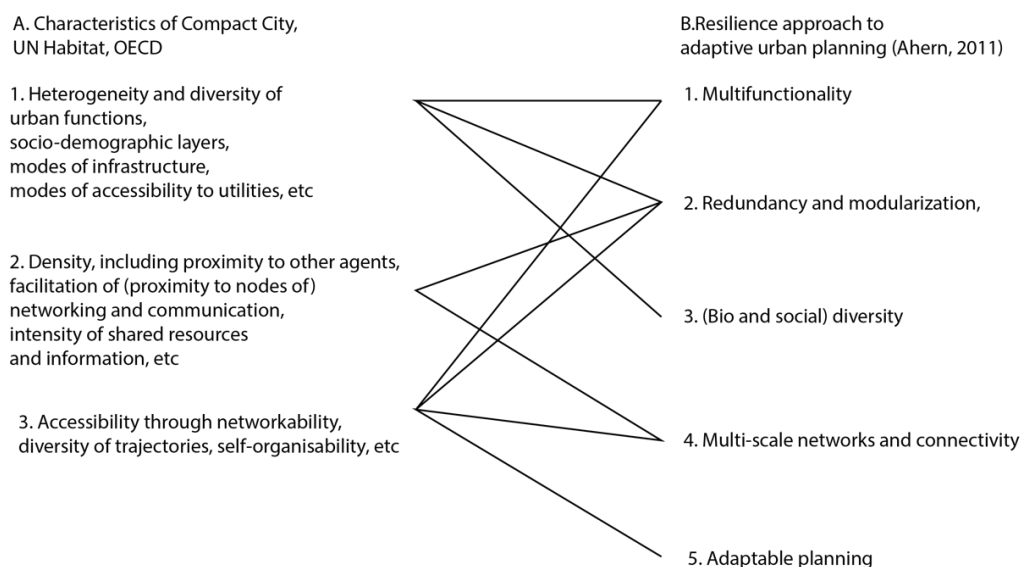 A. Characteristics of Compact City,
UN Habitat, OECD
1. Heterogeneity and diversity of
urban functions,
socio-demographic layers,
modes of infrastructure,
modes of accessibility to utilities, etc
2. Density, including proximity to other agents,
facilitation of (proximity to nodes of)
networking and communication,
intensity of shared resources
and information, etc
3. Accessibility through networkability,
diversity of trajectories, self-organisability, etc
B.Resilience approach to
adaptive urban planning (Ahern, 2011)
1. Multifunctionality
2. Redundancy and modularization,
3. (Bio and social) diversity
4. Multi-scale networks and connectivity
5. Adaptable planning